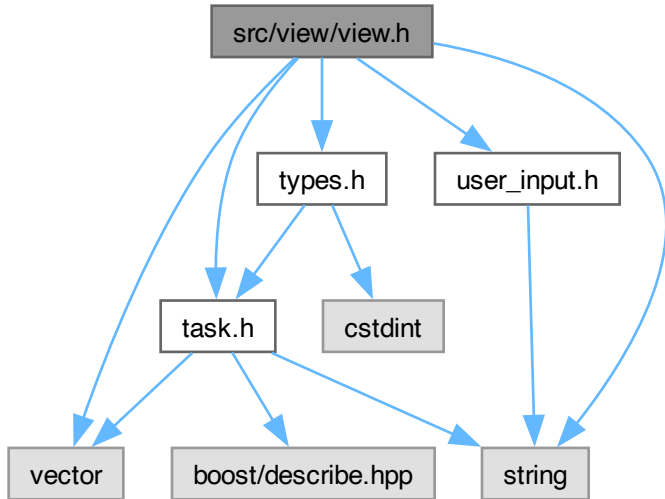 src/view/view.h
types.h
user_input.h
task.h
cstdint
vector
boost/describe.hpp
string